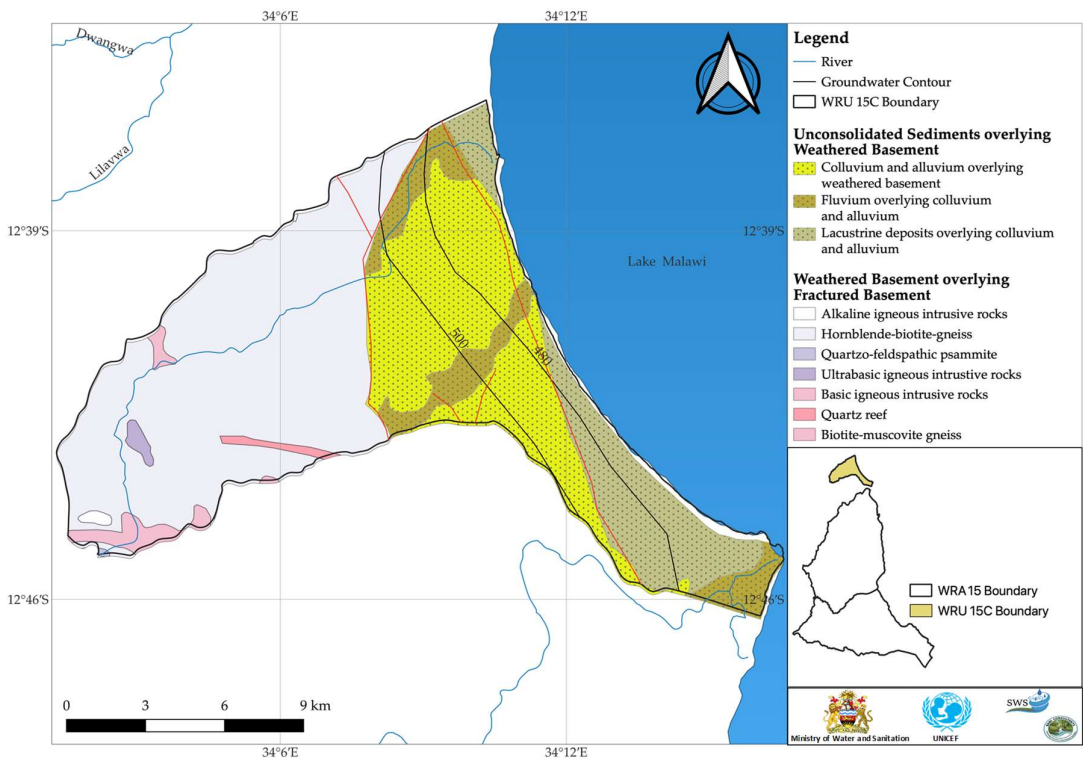 34°6'E
34°12'E
Dwangwa
Lilavwa
12°39'S
12°39'S
Lake Malawi
500
480
12°46'S
12°46'S
0 3 6 9 km
34°6'E
34°12'E
Legend
River
Groundwater Contour
WRU 15C Boundary
Unconsolidated Sediments overlying
Weathered Basement
Colluvium and alluvium overlying
weathered basement
Fluvium overlying colluvium
and alluvium
Lacustrine deposits overlying colluvium
and alluvium
Weathered Basement overlying
Fractured Basement
Alkaline igneous intrusive rocks
Hornblende-biotite-gneiss
Quartzo-feldspathic psammite
Ultrabasic igneous intrustive rocks
Basic igneous intrusive rocks
Quartz reef
Biotite-muscovite gneiss
WRA 15 Boundary
WRU 15C Boundary
Ministry of Water and Sanitation
UNICEF
SWS